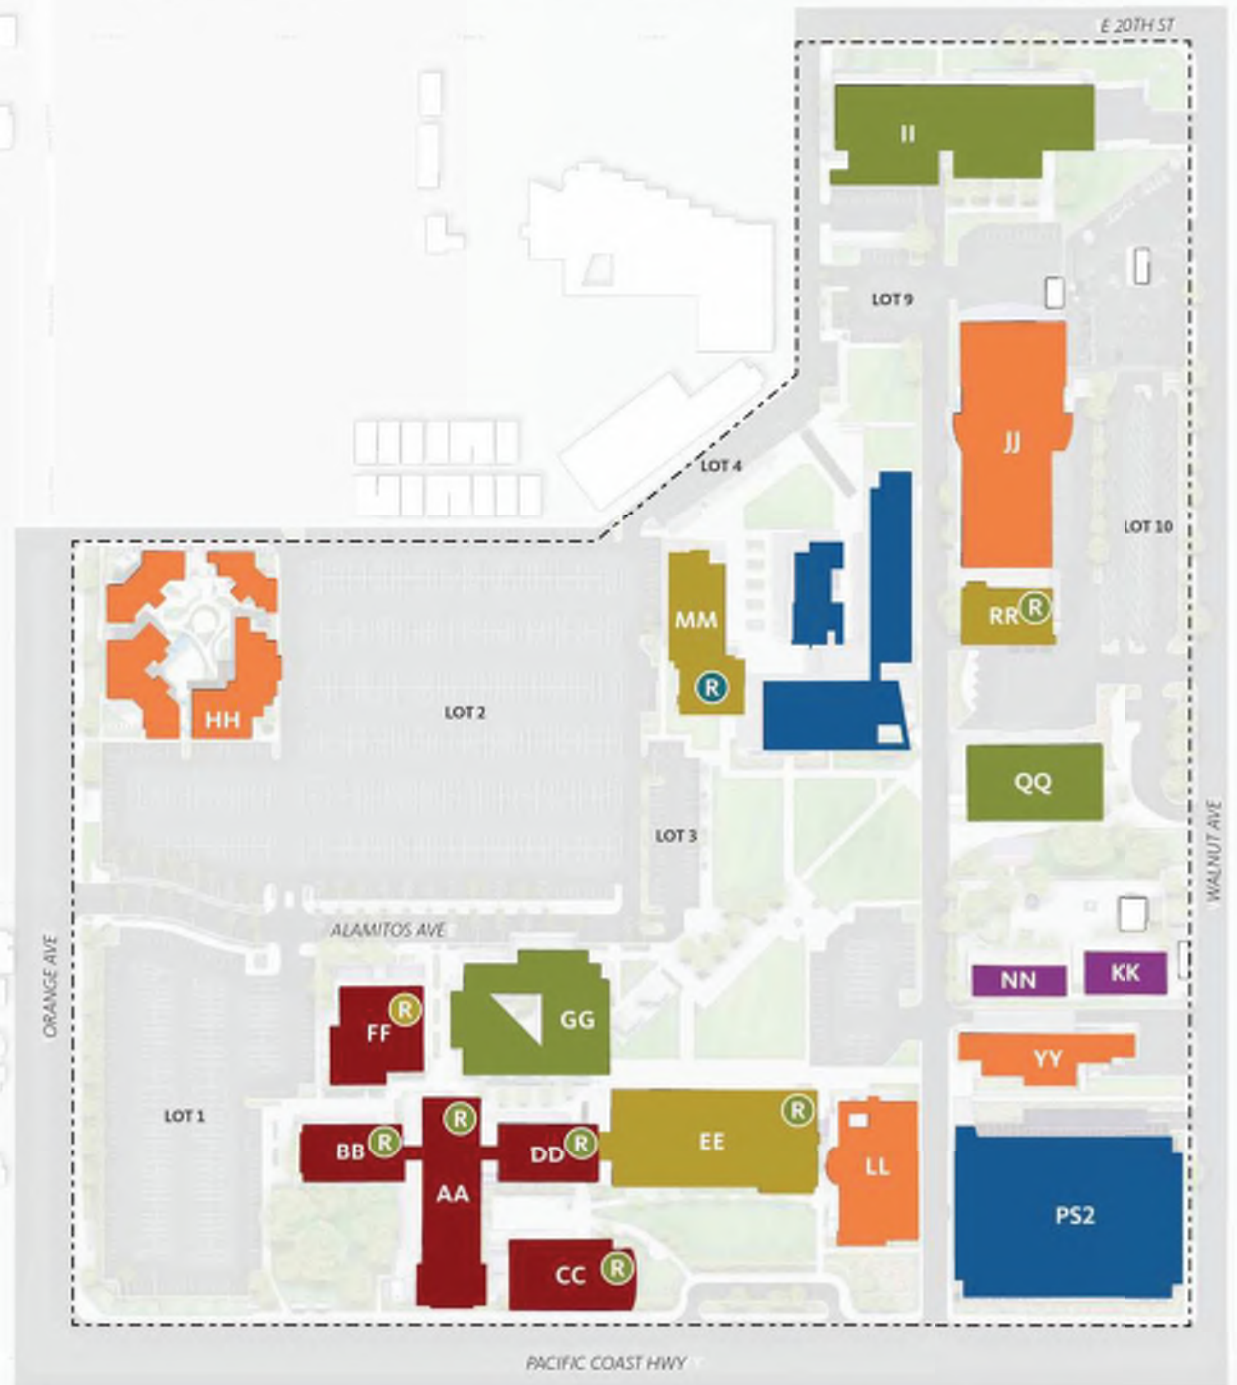 E 20TH ST
II
LOT 9
JJ
LOT 4
LOT 10
MM
RR R
R
HH
LOT 2
QQ
LOT 3
WALNUT AVE
ALAMITOS AVE
ORANGE AVE
NN
KK
FF R
GG
YY
LOT 1
R
R
BB R
DD R
EE
LL
AA
PS2
CC R
PACIFIC COAST HWY